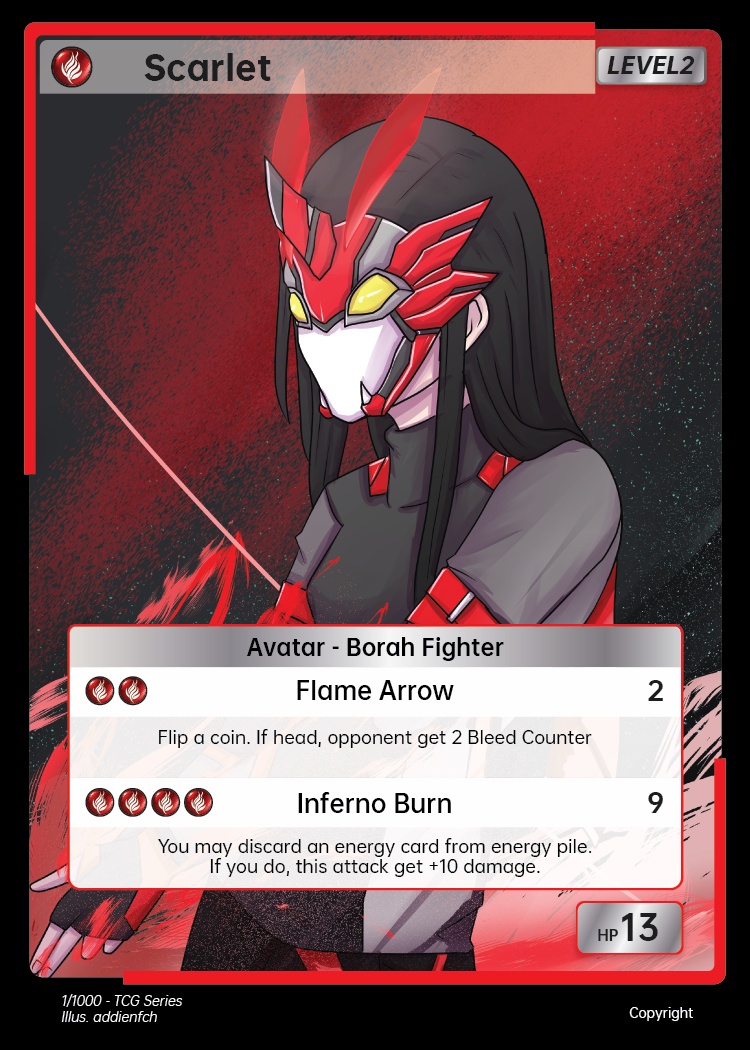 Scarlet
LEVEL2
Avatar - Borah Fighter
Flame Arrow 2
Flip a coin. If head, opponent get 2 Bleed Counter
Inferno Burn 9
You may discard an energy card from energy pile.
If you do, this attack get +10 damage.
HP 13
1/1000 - TCG Series
Illus. addienfch
Copyright